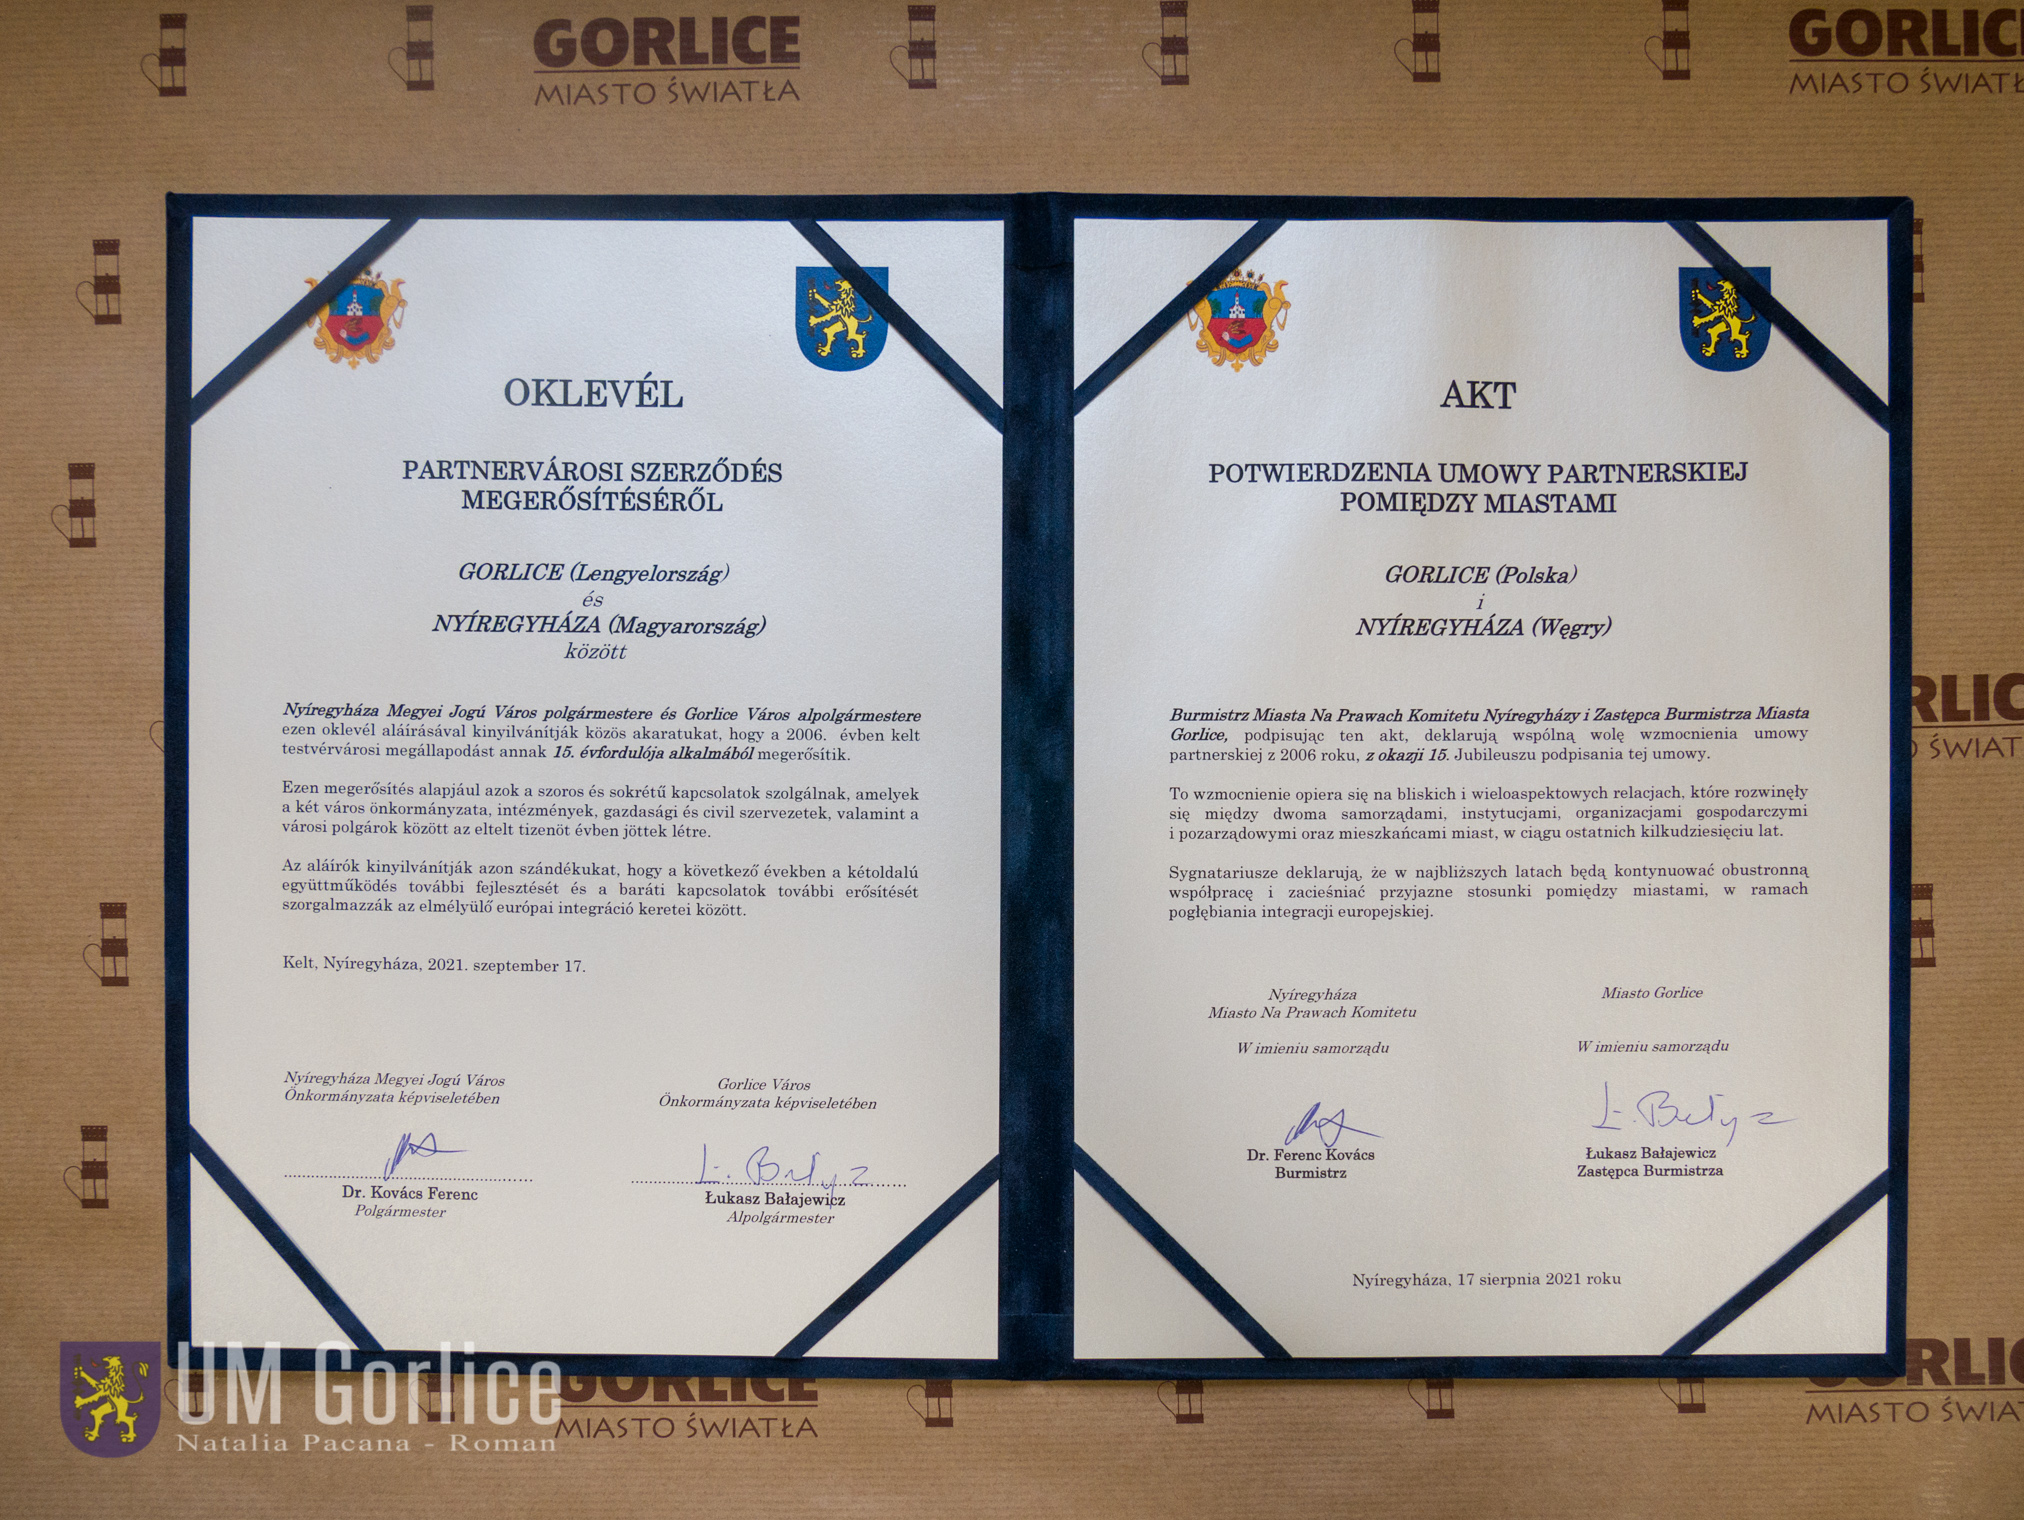 GORLICE
MIASTO ŚWIATŁA
GORLIC
MIASTO ŚWIATŁ
OKLEVÉL
PARTNERVÁROSI SZERZŐDÉS
MEGERŐSÍTÉSÉRŐL
GORLICE (Lengyelország)
és
NYÍREGYHÁZA (Magyarország)
között
Nyíregyháza Megyei Jogú Város polgármestere és Gorlice Város alpolgármestere
ezen oklevél aláírásával kinyilvánítják közös akaratukat, hogy a 2006. évben kelt
testvérvárosi megállapodást annak 15. évfordulója alkalmából megerősítik.
Ezen megerősítés alapjául azok a szoros és sokrétű kapcsolatok szolgálnak, amelyek
a két város önkormányzata, intézmények, gazdasági és civil szervezetek, valamint a
városi polgárok között az eltelt tizenöt évben jöttek létre.
Az aláírók kinyilvánítják azon szándékukat, hogy a következő években a kétoldalú
együttműködés további fejlesztését és a baráti kapcsolatok további erősítését
szorgalmazzák az elmélyülő európai integráció keretei között.
Kelt, Nyíregyháza, 2021. szeptember 17.
Nyíregyháza Megyei Jogú Város
Önkormányzata képviseletében
Dr. Kovács Ferenc
Polgármester
Gorlice Város
Önkormányzata képviseletében
Łukasz Bałajewicz
Alpolgármester
AKT
POTWIERDZENIA UMOWY PARTNERSKIEJ
POMIĘDZY MIASTAMI
GORLICE (Polska)
i
NYÍREGYHÁZA (Węgry)
Burmistrz Miasta Na Prawach Komitetu Nyíregyházy i Zastępca Burmistrza Miasta
Gorlice, podpisując ten akt, deklarują wspólną wolę wzmocnienia umowy
partnerskiej z 2006 roku, z okazji 15. Jubileuszu podpisania tej umowy.
To wzmocnienie opiera się na bliskich i wieloaspektowych relacjach, które rozwinęły
się między dwoma samorządami, instytucjami, organizacjami gospodarczymi
i pozarządowymi oraz mieszkańcami miast, w ciągu ostatnich kilkudziesięciu lat.
Sygnatariusze deklarują, że w najbliższych latach będą kontynuować obustronną
współpracę i zacieśniać przyjazne stosunki pomiędzy miastami, w ramach
pogłębiania integracji europejskiej.
Nyíregyháza
Miasto Na Prawach Komitetu
W imieniu samorządu
Dr. Ferenc Kovács
Burmistrz
Miasto Gorlice
W imieniu samorządu
Łukasz Bałajewicz
Zastępca Burmistrza
Nyíregyháza, 17 sierpnia 2021 roku
RLIC
ŚWIAT
UM Gorlice
Natalia Pacana - Roman
GORLICE
MIASTO ŚWIATŁA
RLIC
MIASTO ŚWIA